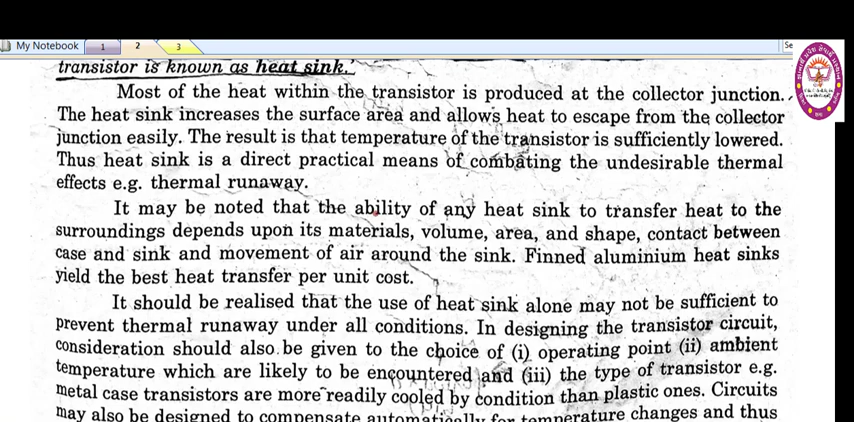 My Notebook 1 2 3 Se
transistor is known as heat sink.'
Most of the heat within the transistor is produced at the collector junction.
The heat sink increases the surface area and allows heat to escape from the collector
junction easily. The result is that temperature of the transistor is sufficiently lowered.
Thus heat sink is a direct practical means of combating the undesirable thermal
effects e.g. thermal runaway.
It may be noted that the ability of any heat sink to transfer heat to the
surroundings depends upon its materials, volume, area, and shape, contact between
case and sink and movement of air around the sink. Finned aluminium heat sinks
yield the best heat transfer per unit cost.
It should be realised that the use of heat sink alone may not be sufficient to
prevent thermal runaway under all conditions. In designing the transistor circuit,
consideration should also be given to the choice of (i) operating point (ii) ambient
temperature which are likely to be encountered and (iii) the type of transistor e.g.
metal case transistors are more readily cooled by condition than plastic ones. Circuits
may also be designed to compensate automatically for temperature changes and thus